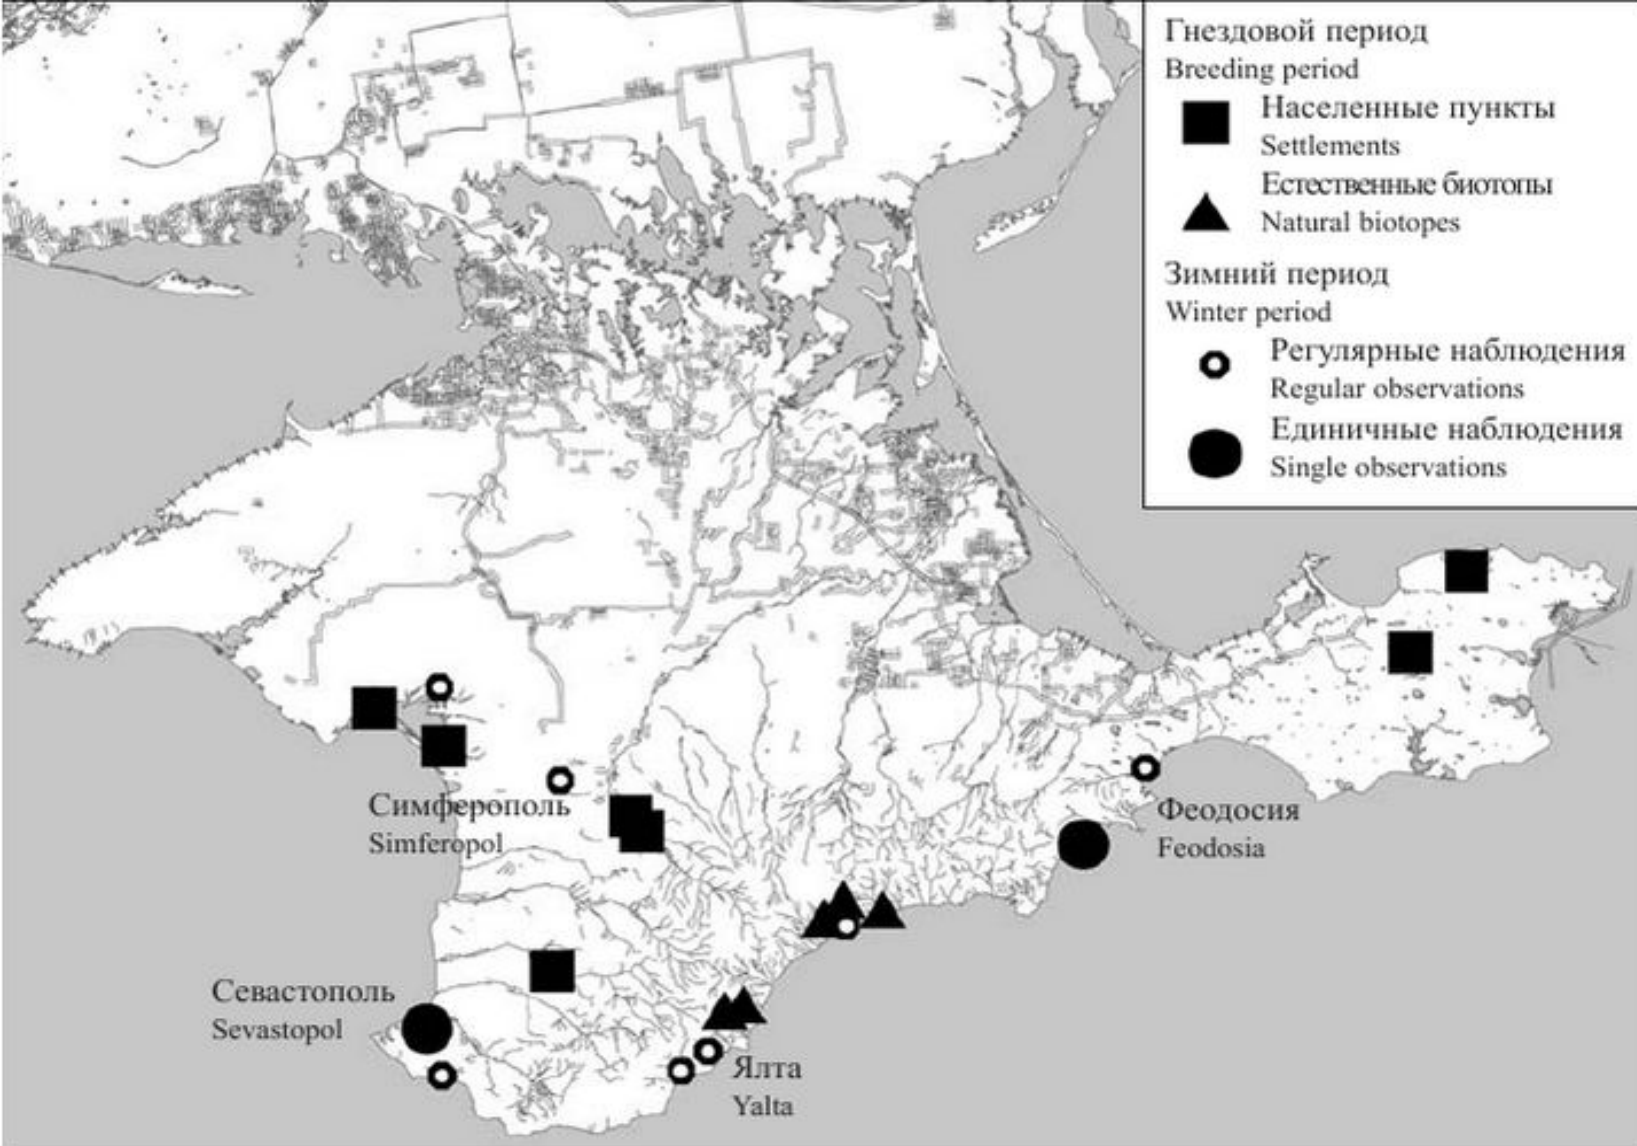 Гнездовой период
Breeding period
Населенные пункты
Settlements
Естественные биотопы
Natural biotopes
Зимний период
Winter period
Регулярные наблюдения
Regular observations
Единичные наблюдения
Single observations
Симферополь
Simferopol
Феодосия
Feodosia
Севастополь
Sevastopol
Ялта
Yalta